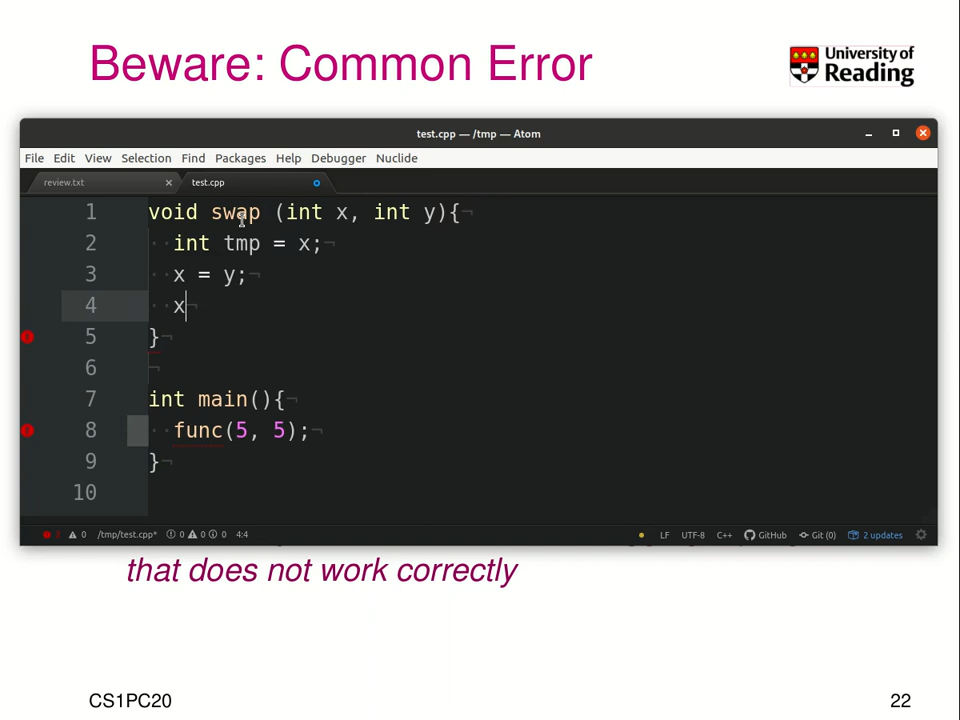 Beware: Common Error
University of
Reading
test.cpp — /tmp — Atom
File Edit View Selection Find Packages Help Debugger Nuclide
review.txt × test.cpp
1 void swap (int x, int y){¬
2 ··int tmp = x;¬
3 ··x = y;¬
4 ··x¬
5 }¬
6 ¬
7 int main(){¬
8 ··func(5, 5);¬
9 }¬
10
0 /tmp/test.cpp* 0 0 0 4:4 LF UTF-8 C++ GitHub Git (0) 2 updates
that does not work correctly
CS1PC20 22